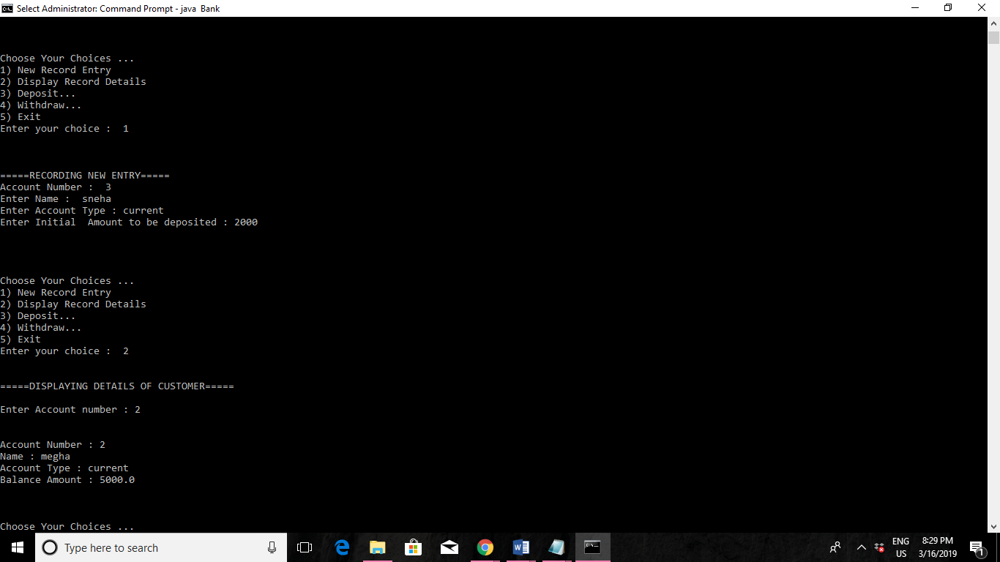 Select Administrator: Command Prompt - java  Bank
Choose Your Choices ...
1) New Record Entry
2) Display Record Details
3) Deposit...
4) Withdraw...
5) Exit
Enter your choice :  1
=====RECORDING NEW ENTRY=====
Account Number :  3
Enter Name :  sneha
Enter Account Type : current
Enter Initial  Amount to be deposited : 2000
Choose Your Choices ...
1) New Record Entry
2) Display Record Details
3) Deposit...
4) Withdraw...
5) Exit
Enter your choice :  2
=====DISPLAYING DETAILS OF CUSTOMER=====
Enter Account number : 2
Account Number : 2
Name : megha
Account Type : current
Balance Amount : 5000.0
Choose Your Choices ...
Type here to search
ENG
US
8:29 PM
3/16/2019
1